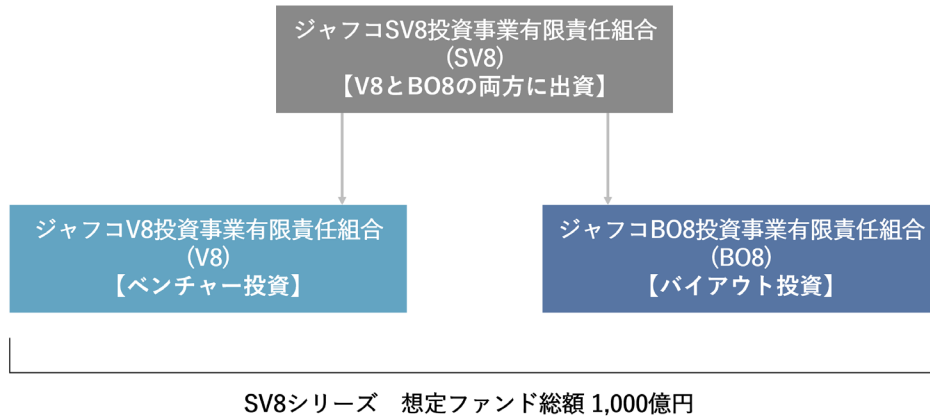 ジャフコSV8投資事業有限責任組合
(SV8)
【V8とBO8の両方に出資】
ジャフコV8投資事業有限責任組合
(V8)
【ベンチャー投資】
ジャフコBO8投資事業有限責任組合
(BO8)
【バイアウト投資】
SV8シリーズ　想定ファンド総額 1,000億円